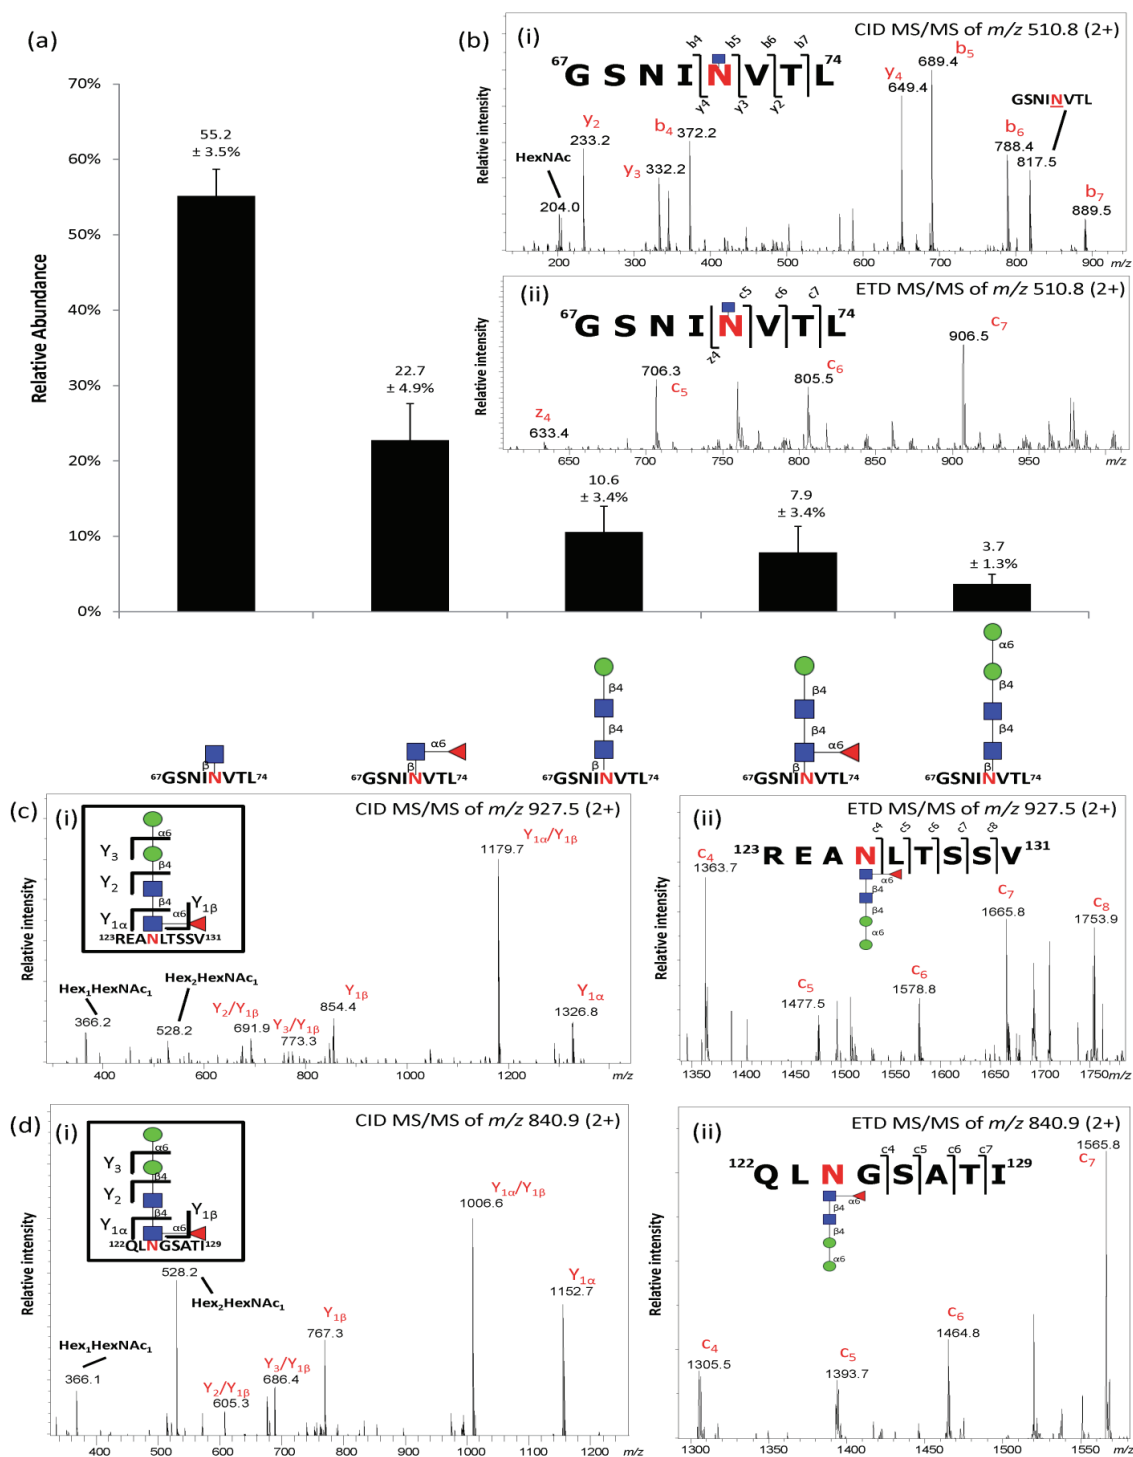 (a)
Relative Abundance
70%
60%
50%
40%
30%
20%
10%
0%
55.2
± 3.5%
22.7
± 4.9%
10.6
± 3.4%
7.9
± 3.4%
3.7
± 1.3%
β
67GSNINVTL74
α6
β
67GSNINVTL74
β4
β4
β
67GSNINVTL74
β4
β4
α6
β
67GSNINVTL74
α6
β4
β4
β
67GSNINVTL74
(b)
(i)
CID MS/MS of m/z 510.8 (2+)
Relative intensity
b4 b5 b6 b7
67GSNINVTL74
y4 y3 y2
HexNAc
204.0
y2
233.2
y3
332.2
b4
372.2
y4
649.4
b5
689.4
b6
788.4
GSNINVTL
817.5
b7
889.5
200 300 400 500 600 700 800 900 m/z
(ii)
ETD MS/MS of m/z 510.8 (2+)
Relative intensity
c5 c6 c7
67GSNINVTL74
z4
z4
633.4
706.3
c5
c6
805.5
906.5
c7
650 700 750 800 850 900 950 m/z
(c)
(i)
CID MS/MS of m/z 927.5 (2+)
Relative intensity
α6
Y3
β4
Y2
β4
Y1α
α6
Y1β
123REANLTSSV131
Hex1HexNAc1
366.2
Hex2HexNAc1
528.2
Y2/Y1β
691.9
Y3/Y1β
773.3
Y1β
854.4
Y1α/Y1β
1179.7
Y1α
1326.8
400 600 800 1000 1200 m/z
(ii)
ETD MS/MS of m/z 927.5 (2+)
Relative intensity
c4 c5 c6 c7 c8
123REANLTSSV131
α6
β4
β4
α6
c4
1363.7
c5
1477.5
c6
1578.8
c7
1665.8
c8
1753.9
1350 1400 1450 1500 1550 1600 1650 1700 1750 m/z
(d)
(i)
CID MS/MS of m/z 840.9 (2+)
Relative intensity
α6
Y3
β4
Y2
β4
Y1α
α6
Y1β
122QLNGSATI129
Hex1HexNAc1
366.1
528.2
Hex2HexNAc1
Y2/Y1β
605.3
Y3/Y1β
686.4
Y1β
767.3
Y1α/Y1β
1006.6
Y1α
1152.7
400 500 600 700 800 900 1000 1100 1200 m/z
(ii)
ETD MS/MS of m/z 840.9 (2+)
Relative intensity
c4 c5 c6 c7
122QLNGSATI129
α6
β4
β4
α6
c4
1305.5
c5
1393.7
c6
1464.8
1565.8
c7
1300 1350 1400 1450 1500 1550 m/z